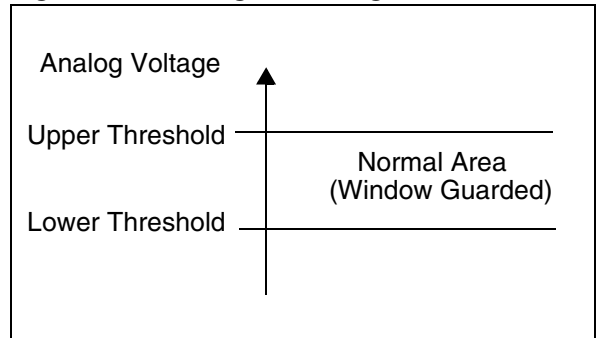 Analog Voltage
Upper Threshold
Normal Area
(Window Guarded)
Lower Threshold